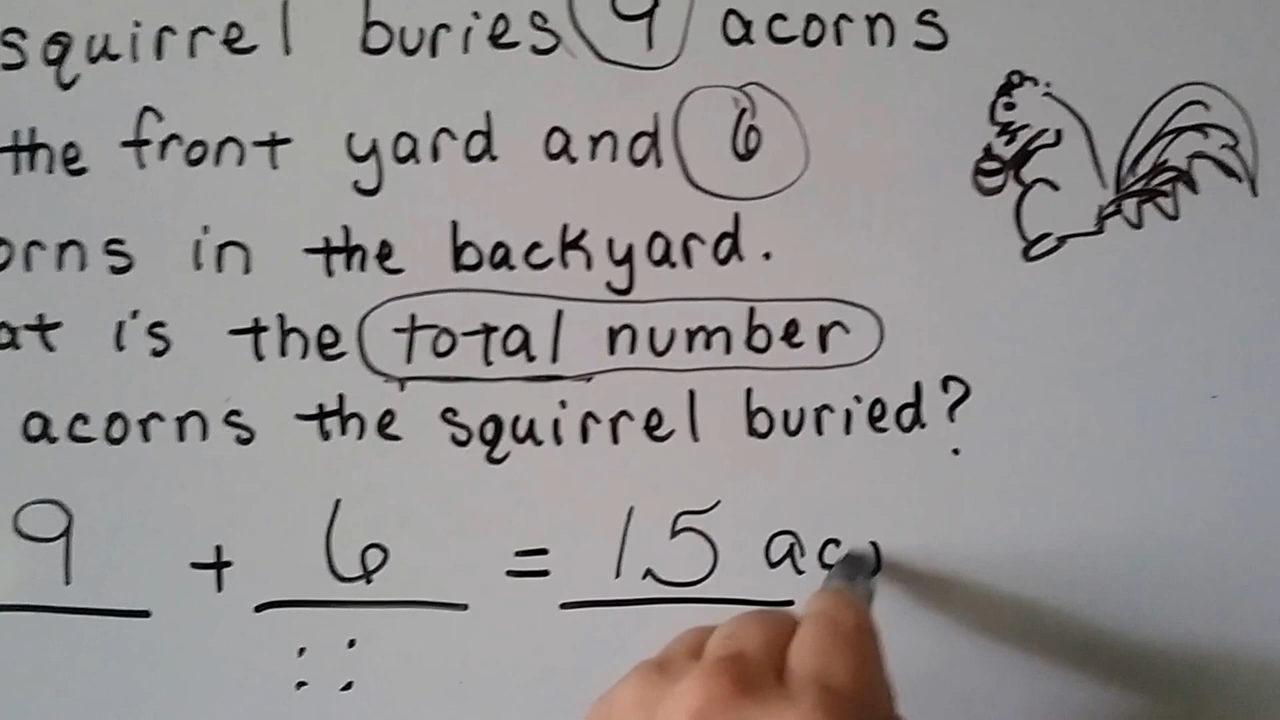 squirrel buries 9 acorns
the front yard and 6
orns in the backyard.
at is the total number
acorns the squirrel buried?
9 + 6 = 15 aco